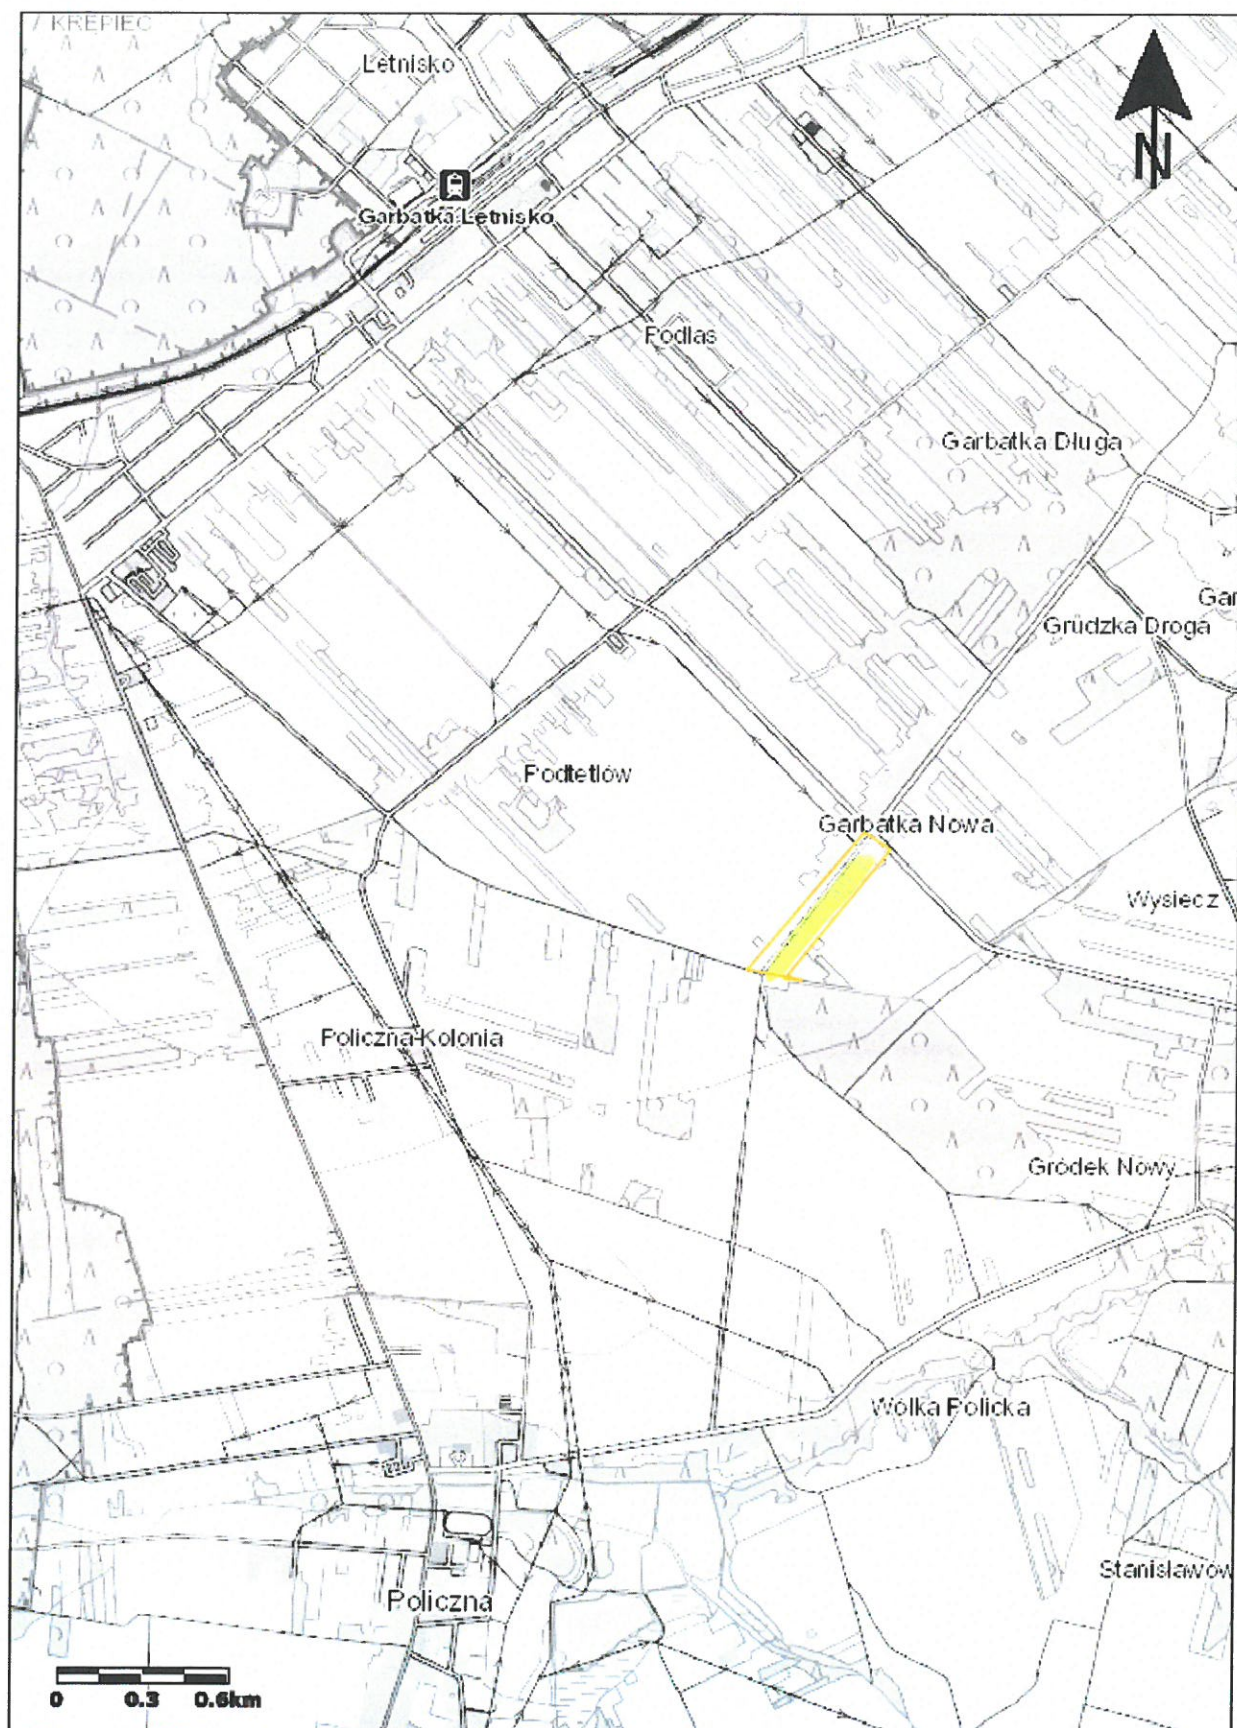 / KRĘPIEC
Letnisko
N
Garbatka-Letnisko
Podlas
Garbatka Długa
Gar
Grudzka Droga
Podtetlów
Garbatka Nowa
Wysiecz
Policzna-Kolonia
Gródek Nowy
Wólka Policka
Stanisławów
Policzna
0 0.3 0.6km